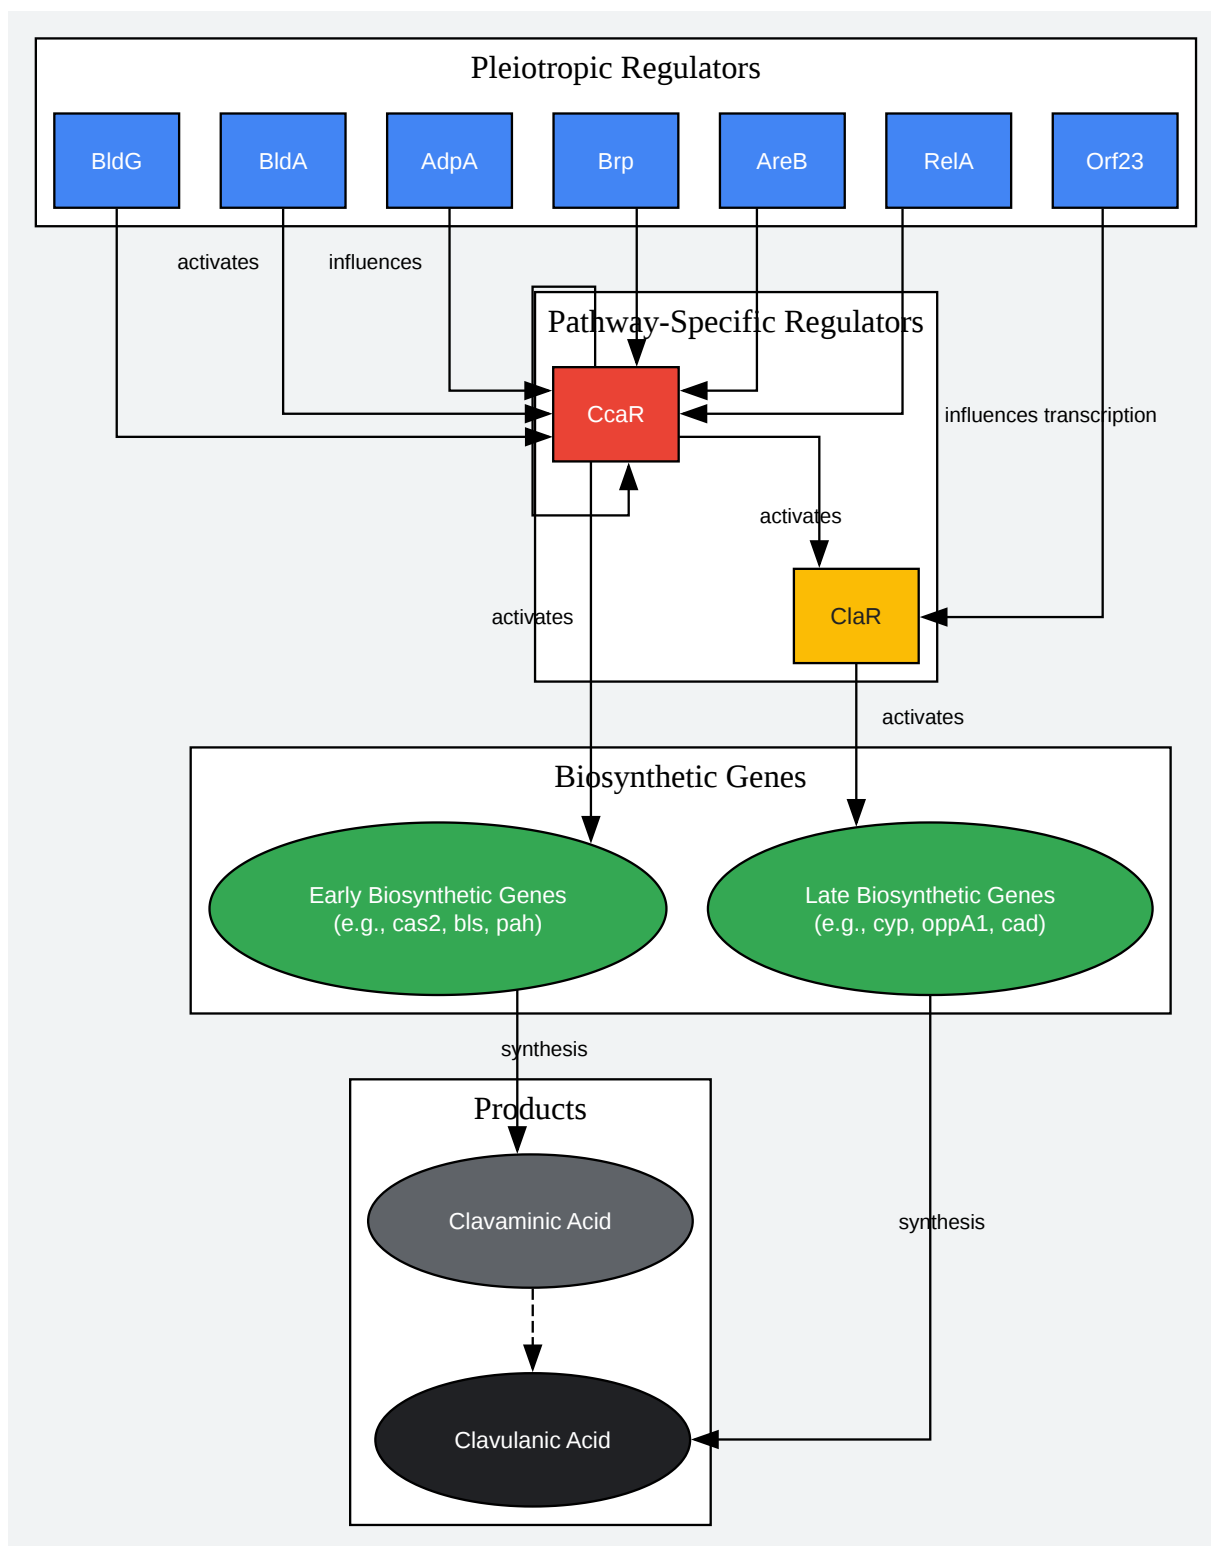 Pleiotropic Regulators
BldG
BldA
AdpA
Brp
AreB
RelA
Orf23
activates
influences
Pathway-Specific Regulators
CcaR
influences transcription
activates
ClaR
activates
activates
Biosynthetic Genes
Early Biosynthetic Genes
(e.g., cas2, bls, pah)
Late Biosynthetic Genes
(e.g., cyp, oppA1, cad)
synthesis
Products
Clavaminic Acid
synthesis
Clavulanic Acid